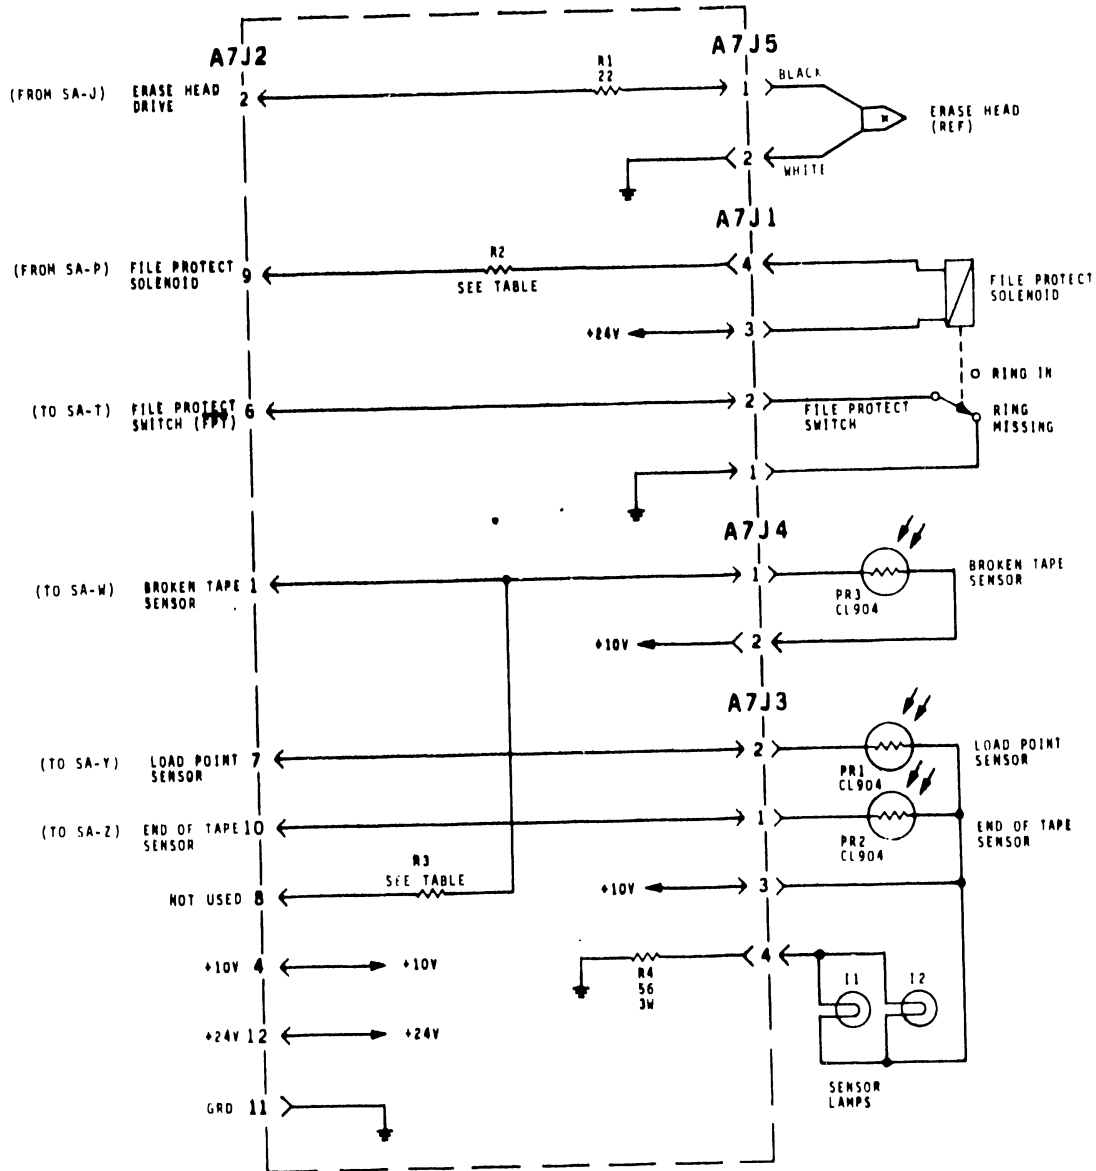 A7J2
A7J5
(FROM SA-J) ERASE HEAD DRIVE 2
R1
22
1 BLACK
ERASE HEAD
(REF)
2 WHITE
A7J1
(FROM SA-P) FILE PROTECT SOLENOID 9
R2
SEE TABLE
4
FILE PROTECT
SOLENOID
+24V 3
RING IN
(TO SA-T) FILE PROTECT SWITCH (FPT) 6
2
FILE PROTECT
SWITCH
RING
MISSING
1
A7J4
(TO SA-W) BROKEN TAPE SENSOR 1
1
PR3
CL904
BROKEN TAPE
SENSOR
+10V 2
A7J3
(TO SA-Y) LOAD POINT SENSOR 7
2
PR1
CL904
LOAD POINT
SENSOR
(TO SA-Z) END OF TAPE SENSOR 10
1
PR2
CL904
END OF TAPE
SENSOR
R3
SEE TABLE
NOT USED 8
+10V 3
+10V 4 +10V
R4
56
3W
4
I1 I2
+24V 12 +24V
SENSOR
LAMPS
GRD 11